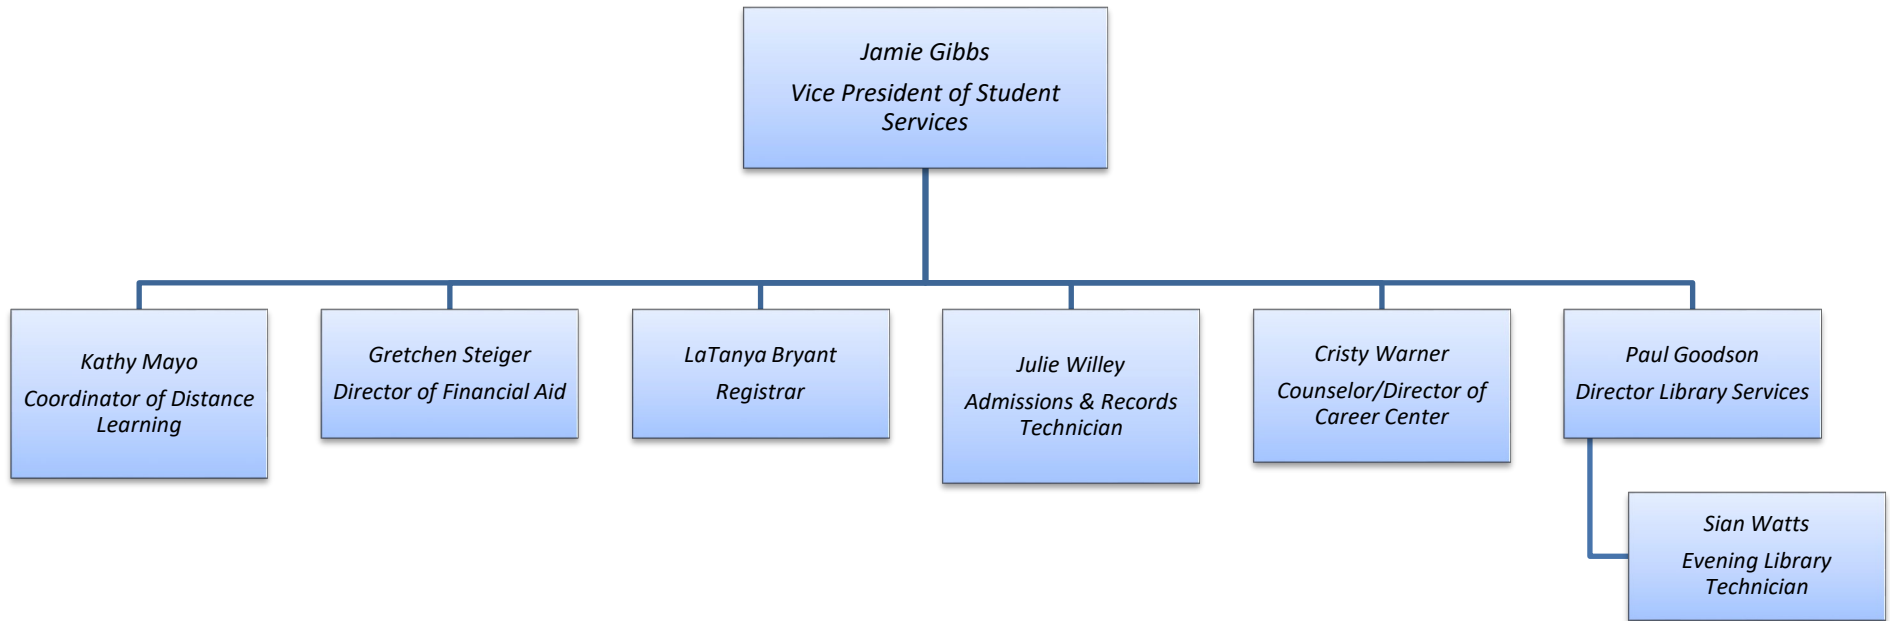 Jamie Gibbs
Vice President of Student
Services
Kathy Mayo
Coordinator of Distance
Learning
Gretchen Steiger
Director of Financial Aid
LaTanya Bryant
Registrar
Julie Willey
Admissions & Records
Technician
Cristy Warner
Counselor/Director of
Career Center
Paul Goodson
Director Library Services
Sian Watts
Evening Library
Technician